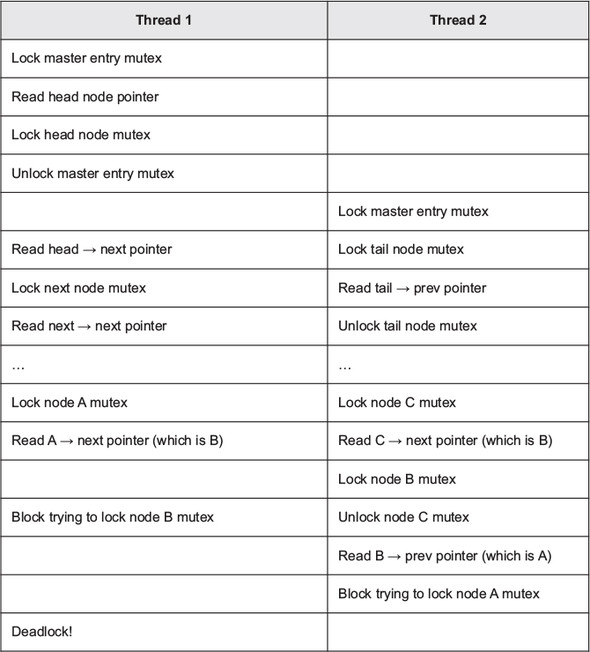 Thread 1 Thread 2
Lock master entry mutex
Read head node pointer
Lock head node mutex
Unlock master entry mutex
Lock master entry mutex
Read head → next pointer Lock tail node mutex
Lock next node mutex Read tail → prev pointer
Read next → next pointer Unlock tail node mutex
… …
Lock node A mutex Lock node C mutex
Read A → next pointer (which is B) Read C → next pointer (which is B)
Lock node B mutex
Block trying to lock node B mutex Unlock node C mutex
Read B → prev pointer (which is A)
Block trying to lock node A mutex
Deadlock!